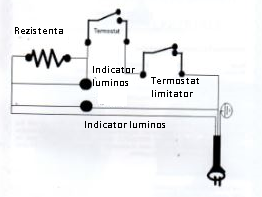 Rezistenta
Termostat
Indicator
luminos
Termostat
limitator
Indicator luminos